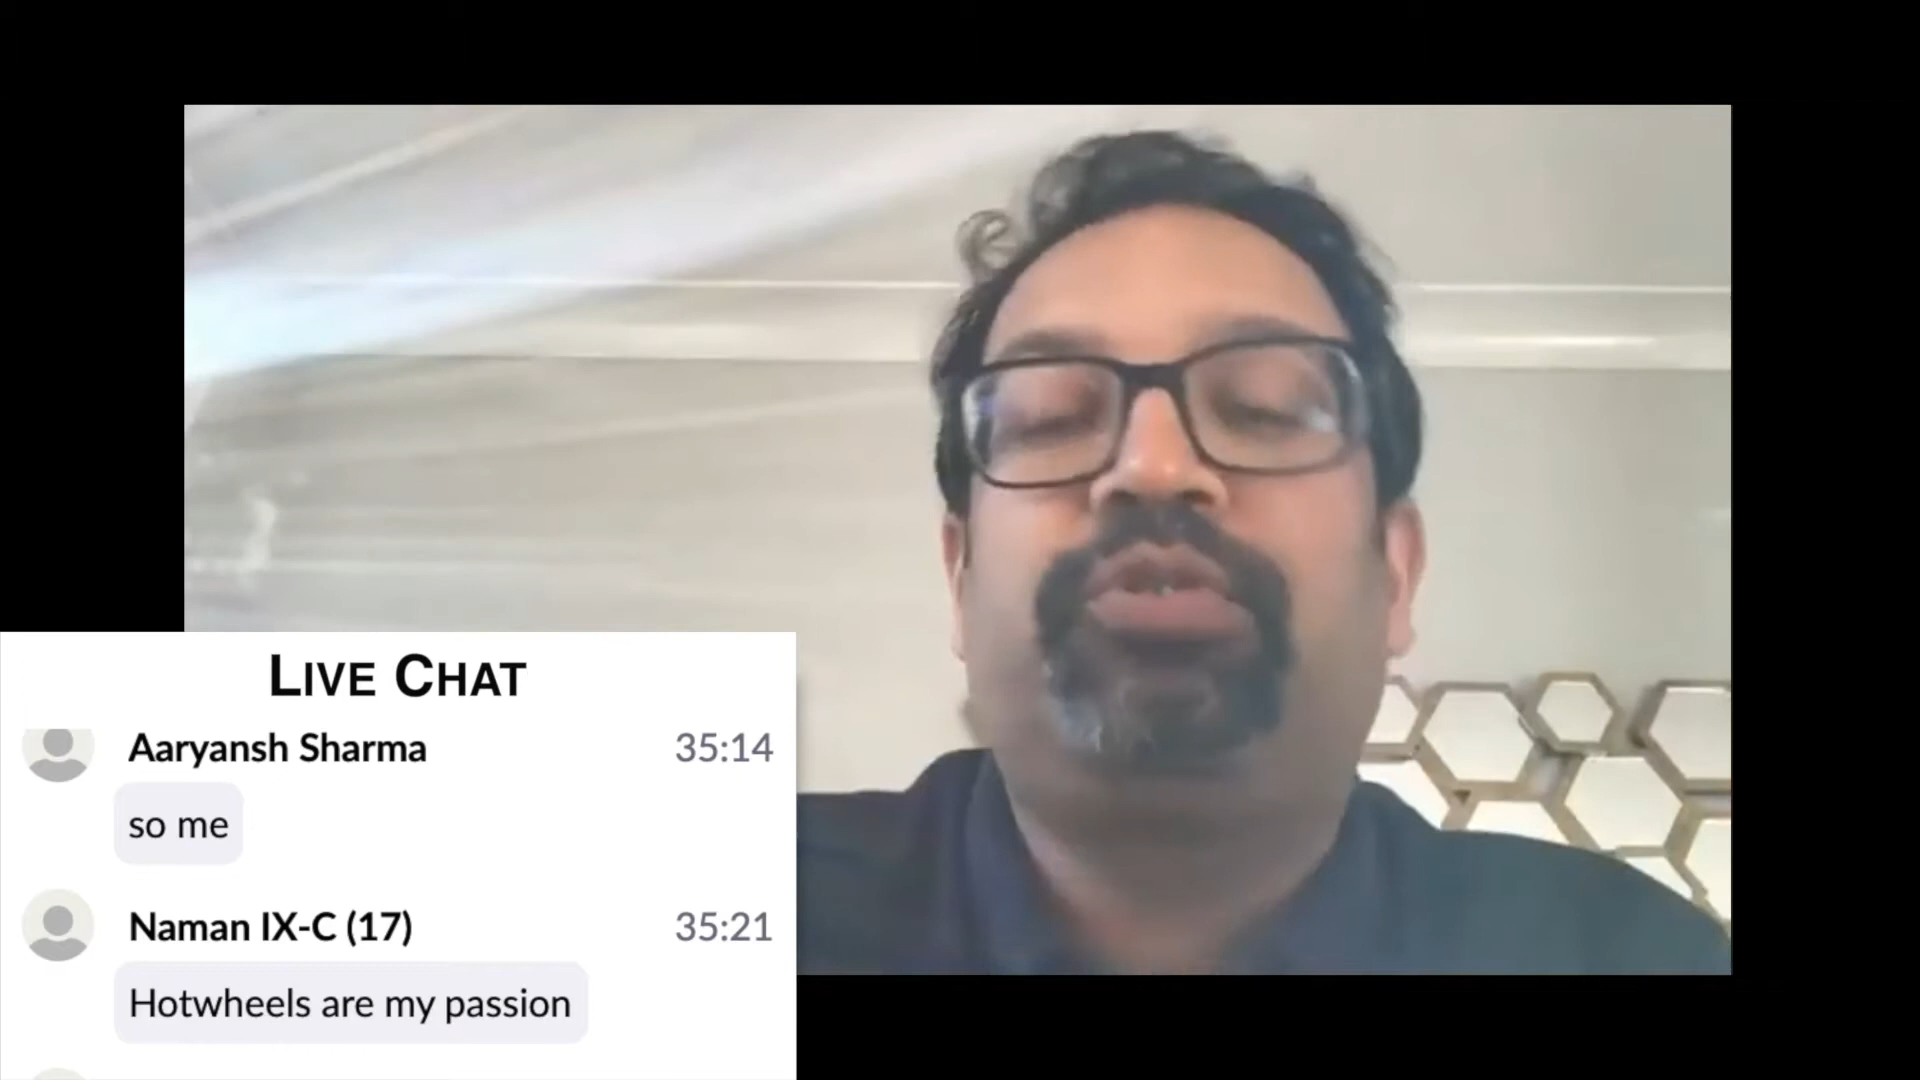 LIVE CHAT
Aaryansh Sharma 35:14
so me
Naman IX-C (17) 35:21
Hotwheels are my passion